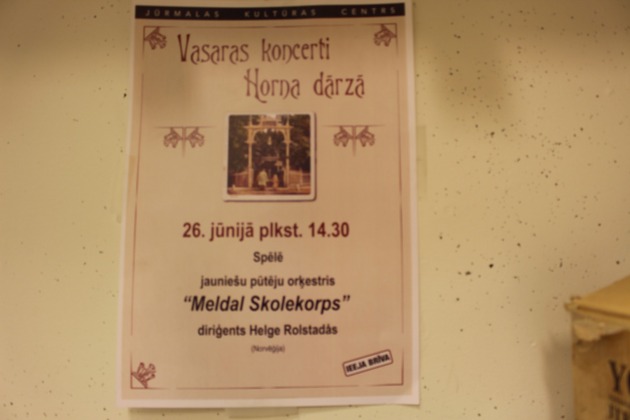 JŪRMALAS KULTŪRAS CENTRS
Vasaras koncerti
Horna dārzā
26. jūnijā plkst. 14.30
Spēlē
jauniešu pūtēju orķestris
“Meldal Skolekorps”
diriģents Helge Rolstadås
(Norvēģija)
IEEJA BRĪVA